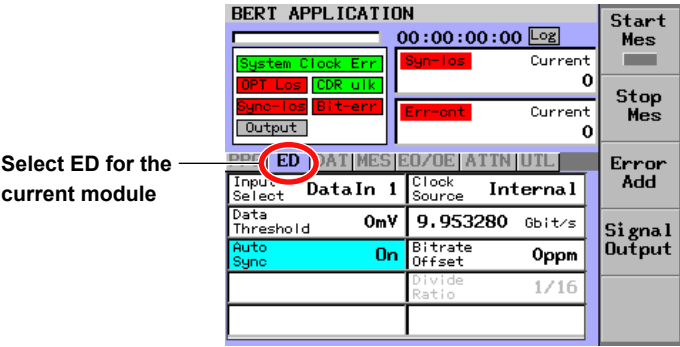 BERT APPLICATION
00:00:00:00 Log
System Clock Err
OPT Los CDR ulk
Sync-los Bit-err
Output
Syn-los Current
0
Err-cnt Current
0
Start
Mes
Stop
Mes
Error
Add
Signal
Output
Select ED for the
current module
PPG ED DAT MES EO/OE ATTN UTL
Input
Select DataIn 1
Clock
Source Internal
Data
Threshold 0mV
9.953280 Gbit/s
Auto
Sync On
Bitrate
Offset 0ppm
Divide
Ratio 1/16